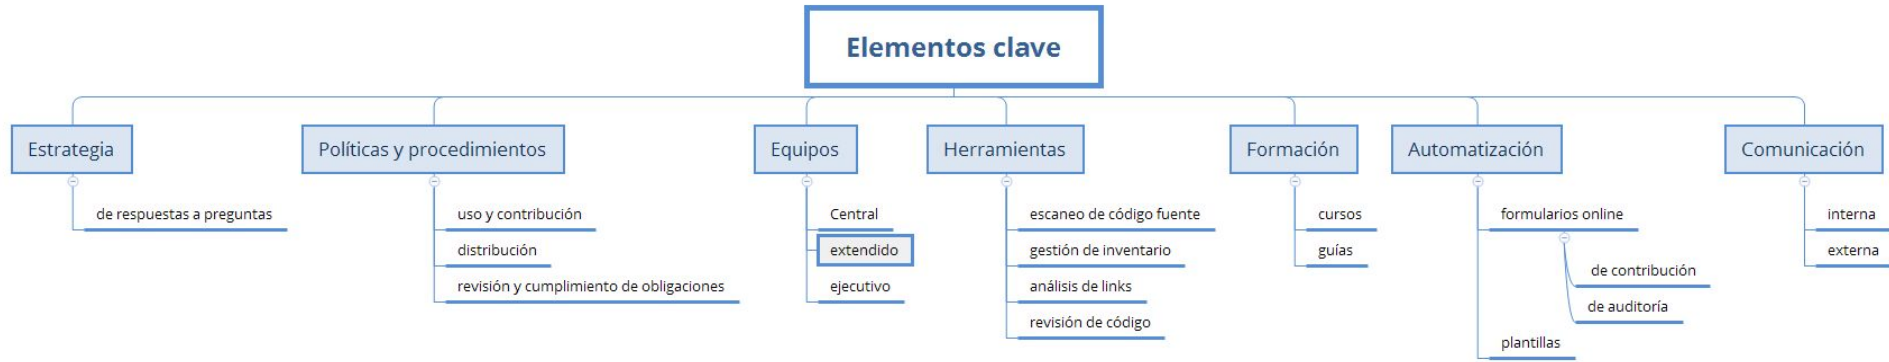 Elementos clave
Estrategia
de respuestas a preguntas
Políticas y procedimientos
uso y contribución
distribución
revisión y cumplimiento de obligaciones
Equipos
Central
extendido
ejecutivo
Herramientas
escaneo de código fuente
gestión de inventario
análisis de links
revisión de código
Formación
cursos
guías
Automatización
formularios online
de contribución
de auditoría
plantillas
Comunicación
interna
externa